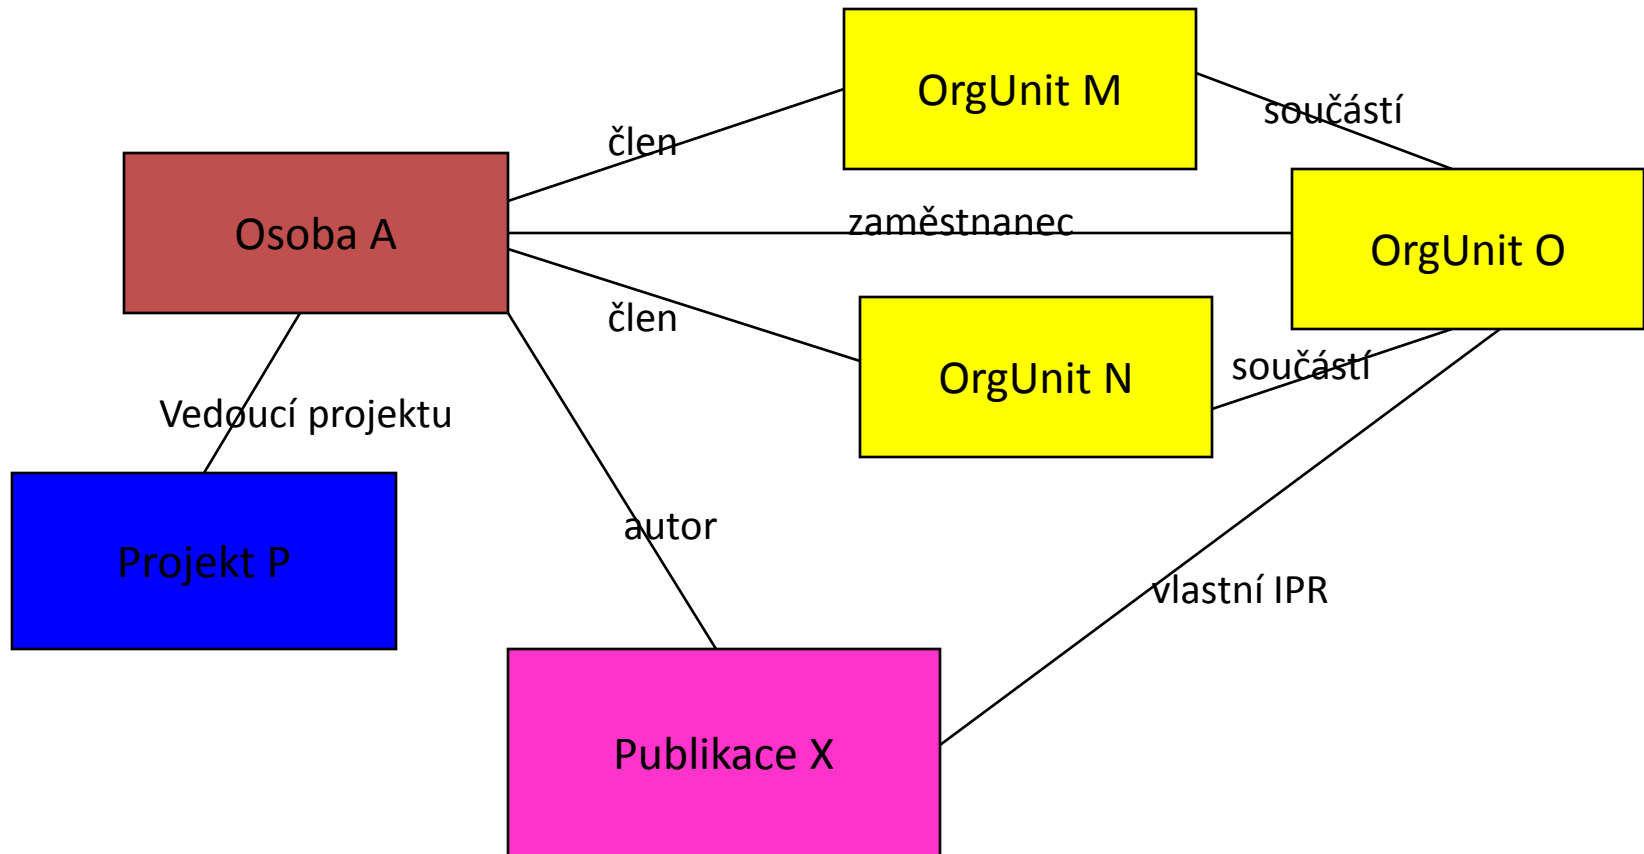 OrgUnit M
součástí
člen
Osoba A
zaměstnanec
OrgUnit O
člen
OrgUnit N
součástí
Vedoucí projektu
autor
Projekt P
vlastní IPR
Publikace X